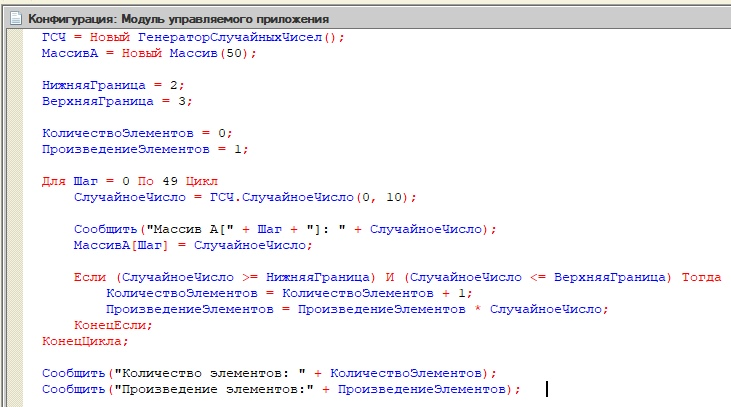 Конфигурация: Модуль управляемого приложения
ГСЧ = Новый ГенераторСлучайныхЧисел();
МассивА = Новый Массив(50);
НижняяГраница = 2;
ВерхняяГраница = 3;
КоличествоЭлементов = 0;
ПроизведениеЭлементов = 1;
Для Шаг = 0 По 49 Цикл
СлучайноеЧисло = ГСЧ.СлучайноеЧисло(0, 10);
Сообщить("Массив А[" + Шаг + "]: " + СлучайноеЧисло);
МассивА[Шаг] = СлучайноеЧисло;
Если (СлучайноеЧисло >= НижняяГраница) И (СлучайноеЧисло <= ВерхняяГраница) Тогда
КоличествоЭлементов = КоличествоЭлементов + 1;
ПроизведениеЭлементов = ПроизведениеЭлементов * СлучайноеЧисло;
КонецЕсли;
КонецЦикла;
Сообщить("Количество элементов: " + КоличествоЭлементов);
Сообщить("Произведение элементов:" + ПроизведениеЭлементов);